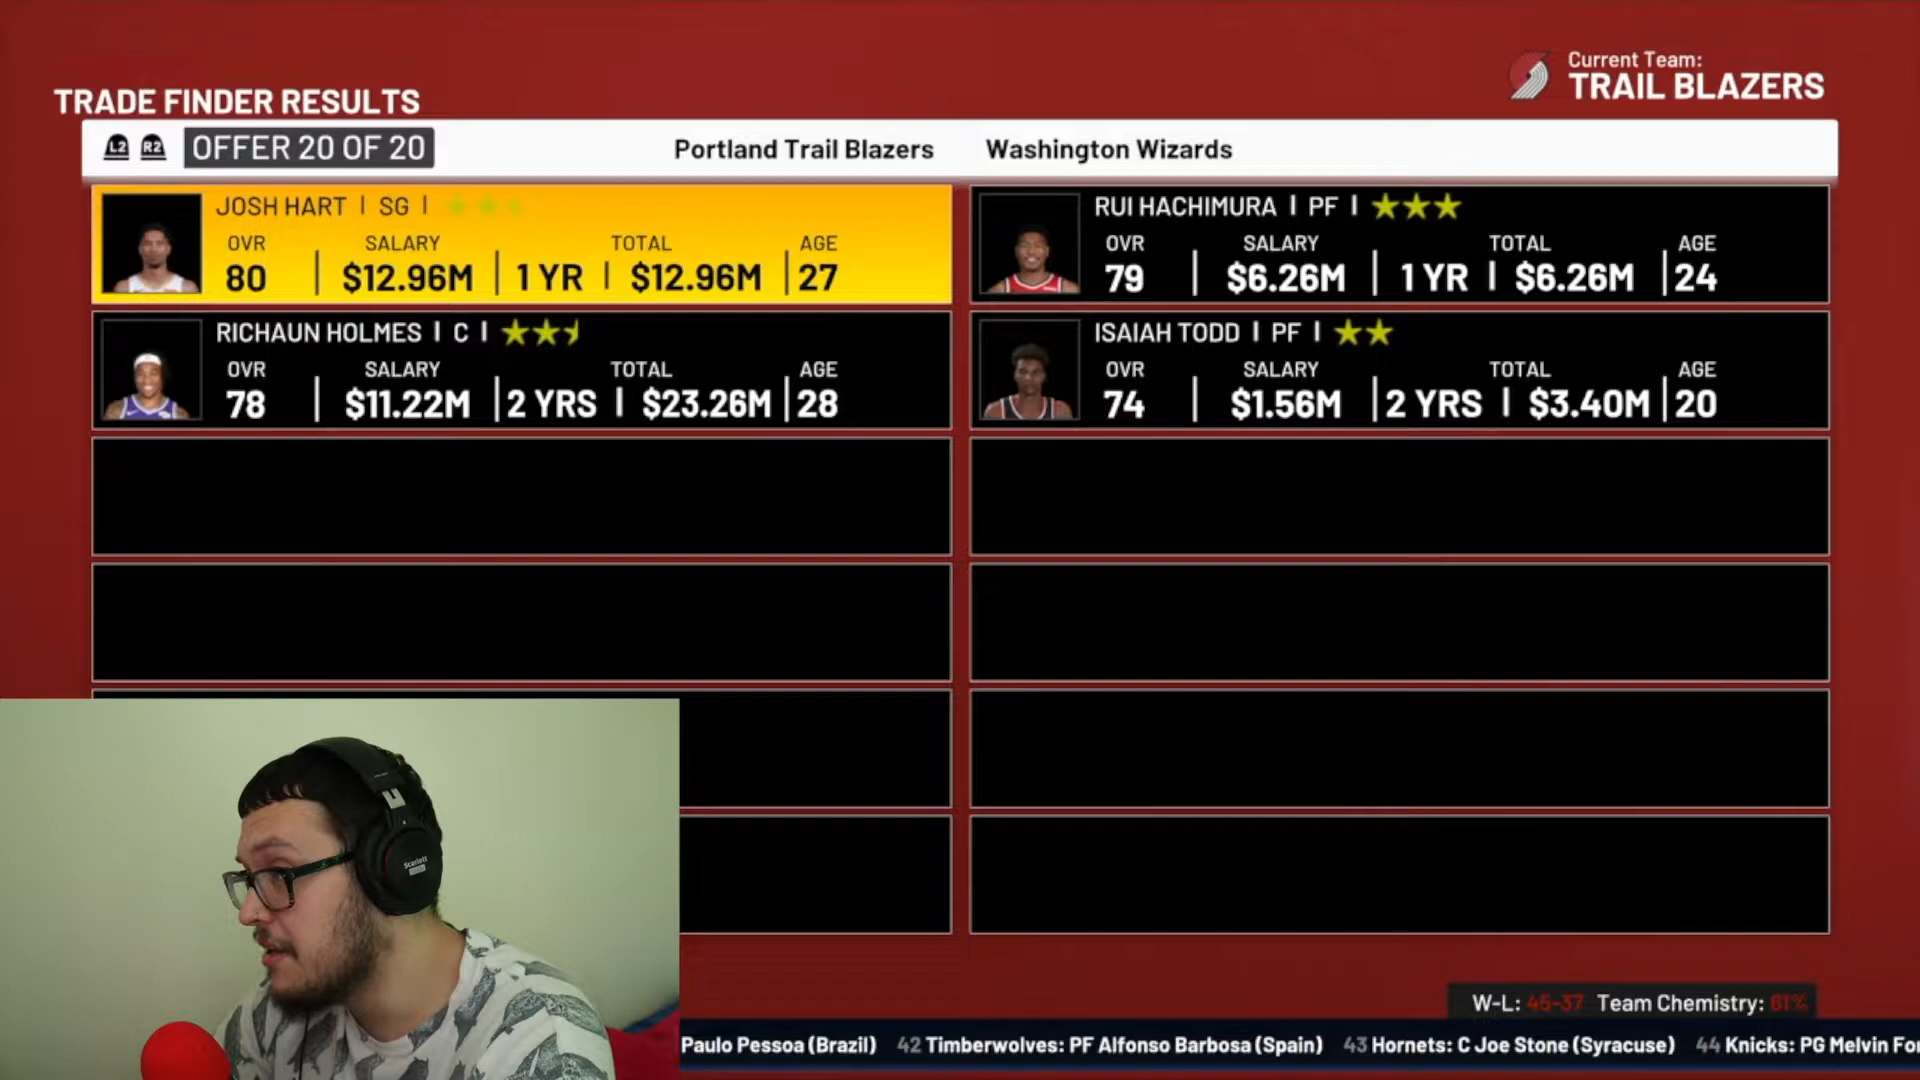 Current Team:
TRAIL BLAZERS
TRADE FINDER RESULTS
L2 R2 OFFER 20 OF 20 Portland Trail Blazers Washington Wizards
JOSH HART | SG |
OVR SALARY TOTAL AGE
80 | $12.96M | 1 YR | $12.96M | 27
RICHAUN HOLMES | C |
OVR SALARY TOTAL AGE
78 | $11.22M | 2 YRS | $23.26M | 28
RUI HACHIMURA | PF |
OVR SALARY TOTAL AGE
79 | $6.26M | 1 YR | $6.26M | 24
ISAIAH TODD | PF |
OVR SALARY TOTAL AGE
74 | $1.56M | 2 YRS | $3.40M | 20
Scarlett
W-L: 45-37 Team Chemistry: 61%
Paulo Pessoa (Brazil) 42 Timberwolves: PF Alfonso Barbosa (Spain) 43 Hornets: C Joe Stone (Syracuse) 44 Knicks: PG Melvin